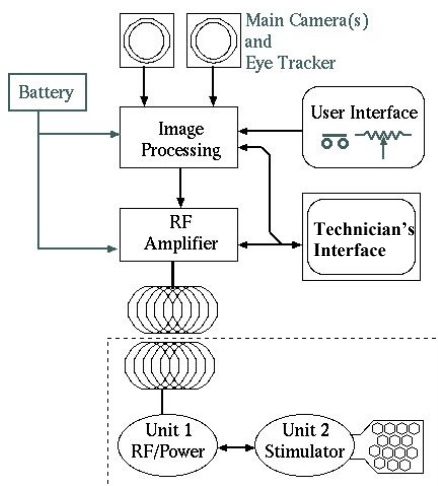 Main Camera(s)
and
Eye Tracker
Battery
Image
Processing
User Interface
RF
Amplifier
Technician's
Interface
Unit 1
RF/Power
Unit 2
Stimulator